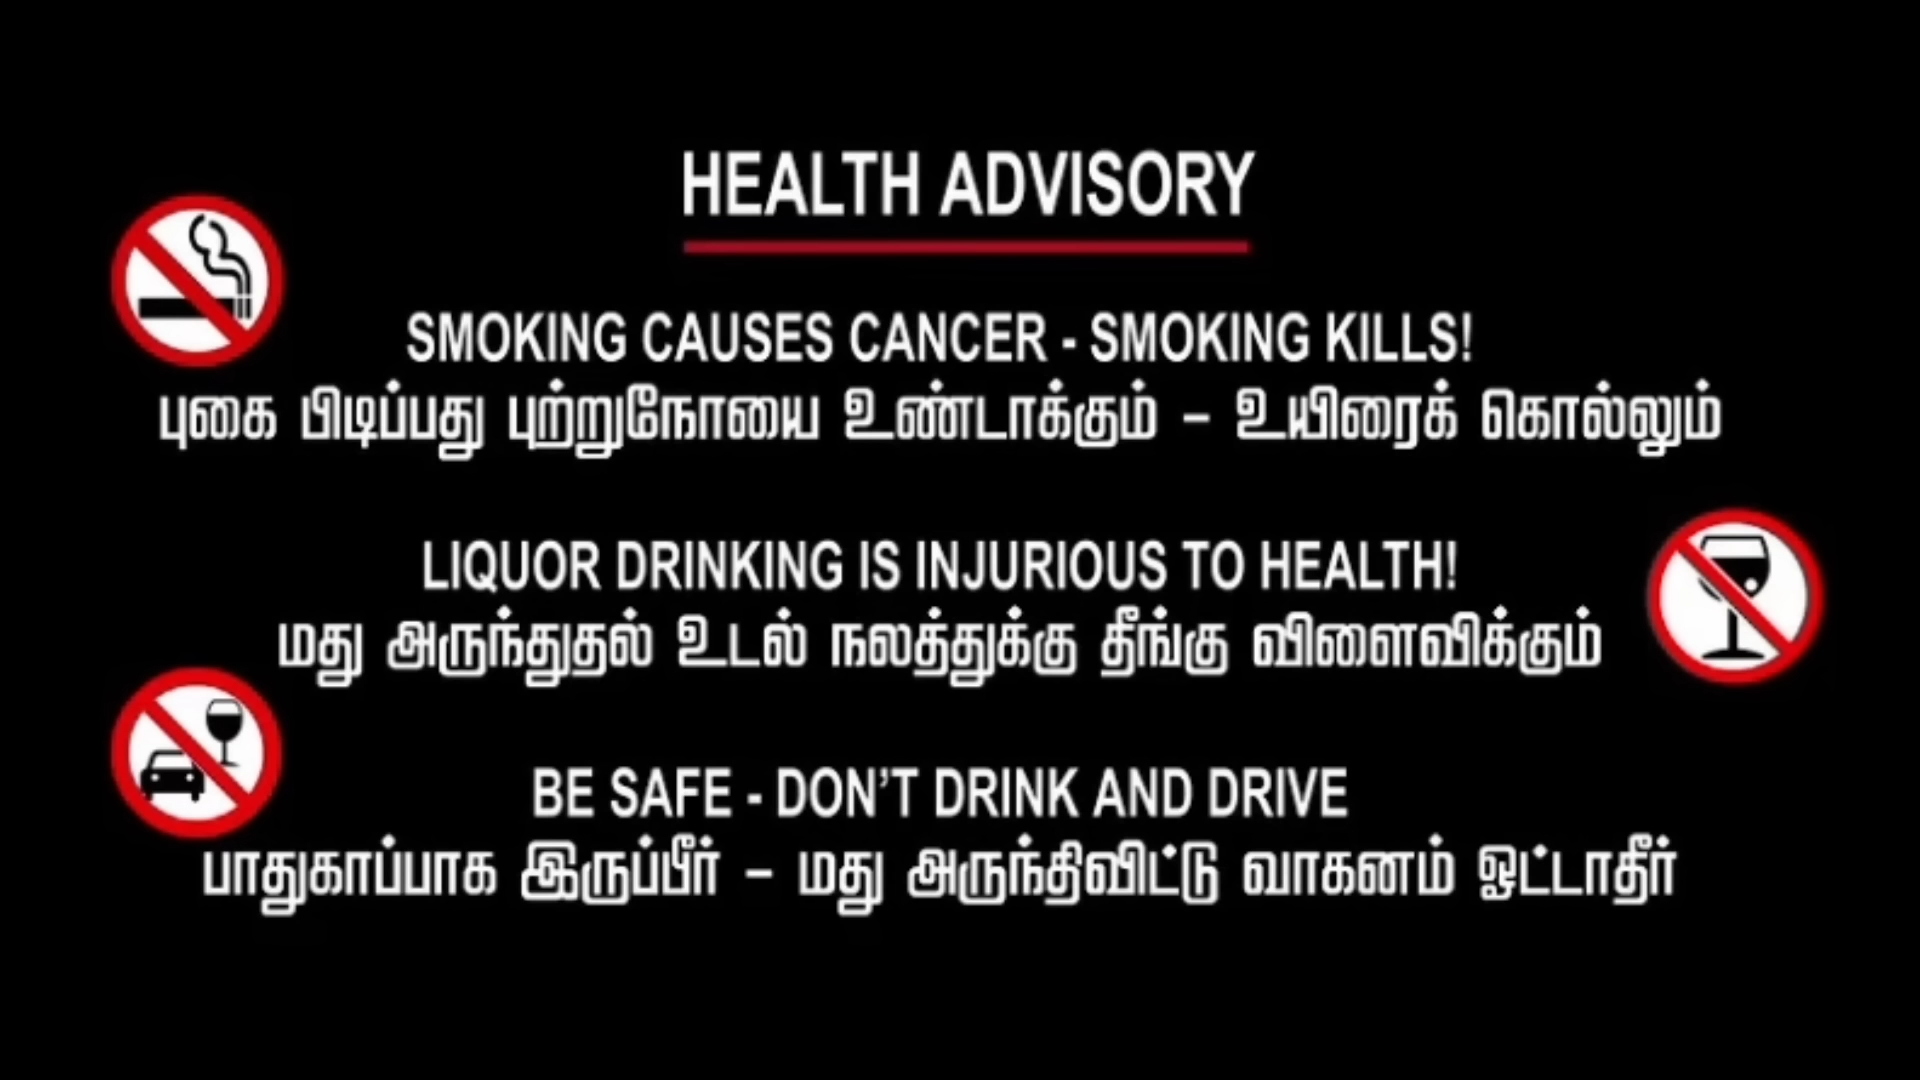 HEALTH ADVISORY
SMOKING CAUSES CANCER - SMOKING KILLS!
புகை பிடிப்பது புற்றுநோயை உண்டாக்கும் – உயிரைக் கொல்லும்
LIQUOR DRINKING IS INJURIOUS TO HEALTH!
மது அருந்துதல் உடல் நலத்துக்கு தீங்கு விளைவிக்கும்
BE SAFE - DON'T DRINK AND DRIVE
பாதுகாப்பாக இருப்பீர் – மது அருந்திவிட்டு வாகனம் ஓட்டாதீர்